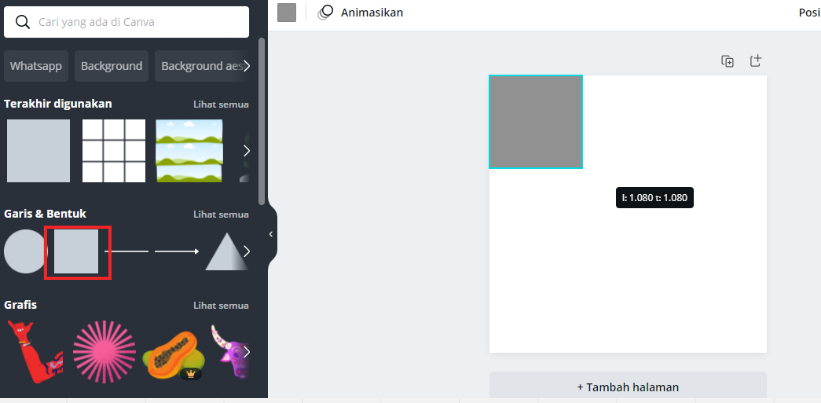 Cari yang ada di Canva
Animasikan
Posi
Whatsapp
Background
Background aes
Terakhir digunakan
Lihat semua
Garis & Bentuk
Lihat semua
l: 1.080 t: 1.080
Grafis
Lihat semua
+ Tambah halaman